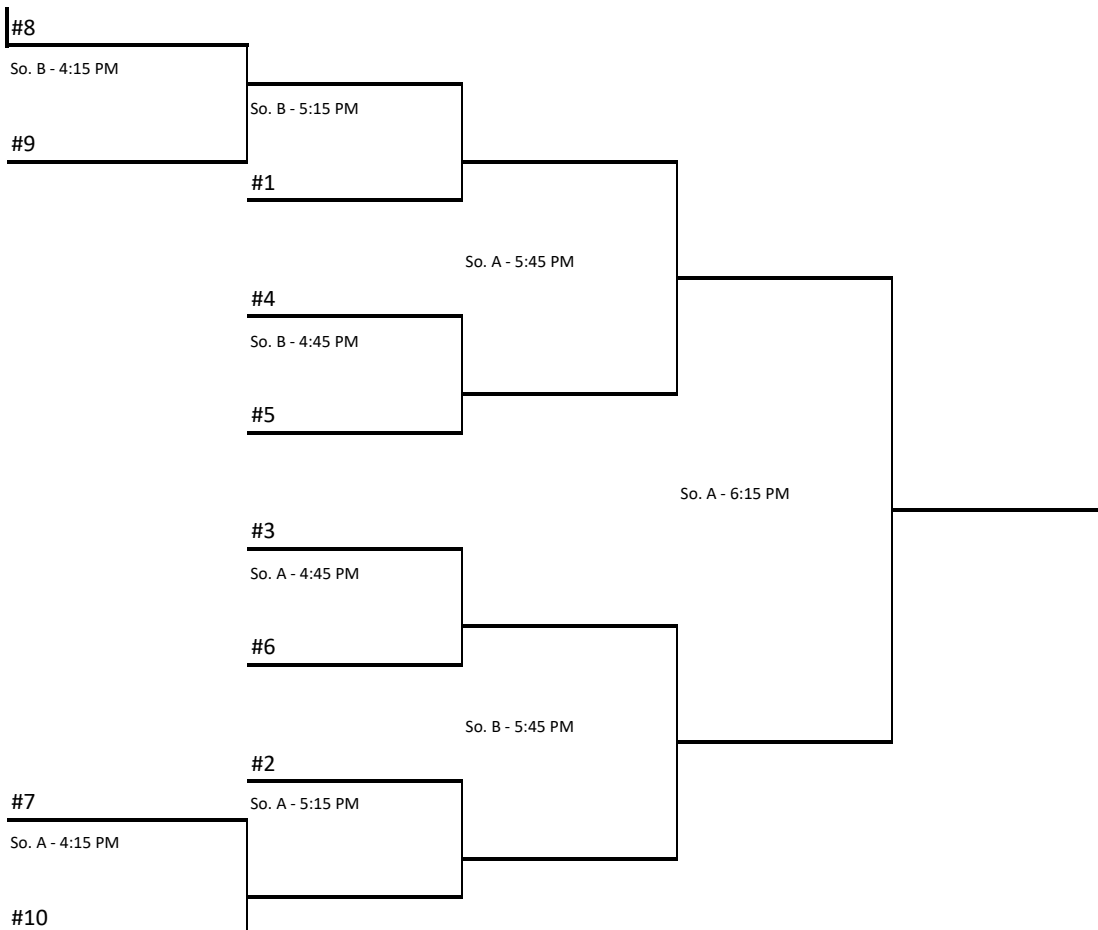 #8
So. B - 4:15 PM
So. B - 5:15 PM
#9
#1
So. A - 5:45 PM
#4
So. B - 4:45 PM
#5
So. A - 6:15 PM
#3
So. A - 4:45 PM
#6
So. B - 5:45 PM
#2
#7
So. A - 5:15 PM
So. A - 4:15 PM
#10